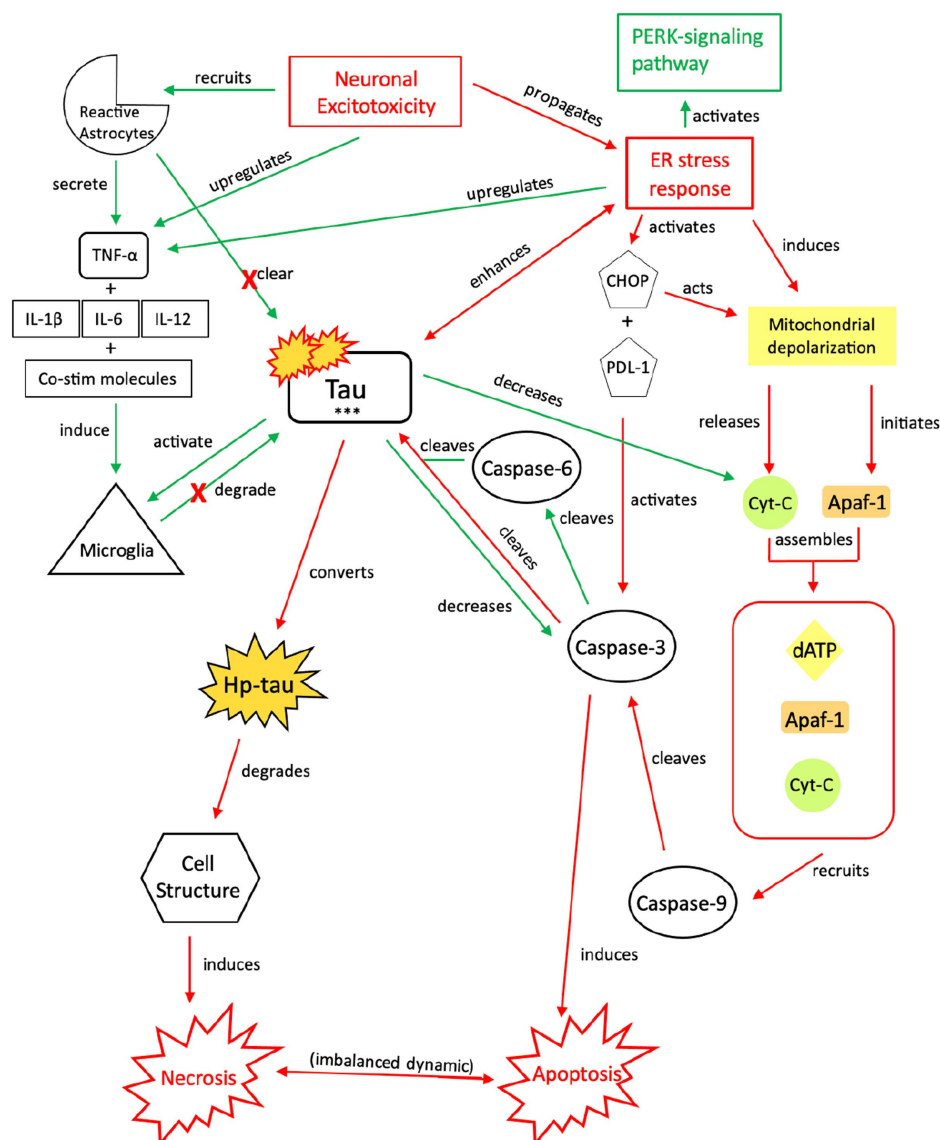 PERK-signaling
pathway
recruits
Neuronal
Excitotoxicity
propagates
activates
Reactive
Astrocytes
ER stress
response
secrete
upregulates
upregulates
activates
induces
TNF-α
X clear
enhances
CHOP
acts
+
+
IL-1β
IL-6
IL-12
Mitochondrial
depolarization
+
PDL-1
Co-stim molecules
Tau
***
decreases
releases
initiates
induce
activate
cleaves
Caspase-6
X degrade
activates
Cyt-C
Apaf-1
Microglia
cleaves
cleaves
assembles
converts
decreases
Caspase-3
dATP
Hp-tau
Apaf-1
degrades
cleaves
Cyt-C
Cell
Structure
recruits
Caspase-9
induces
induces
(imbalanced dynamic)
Necrosis
Apoptosis